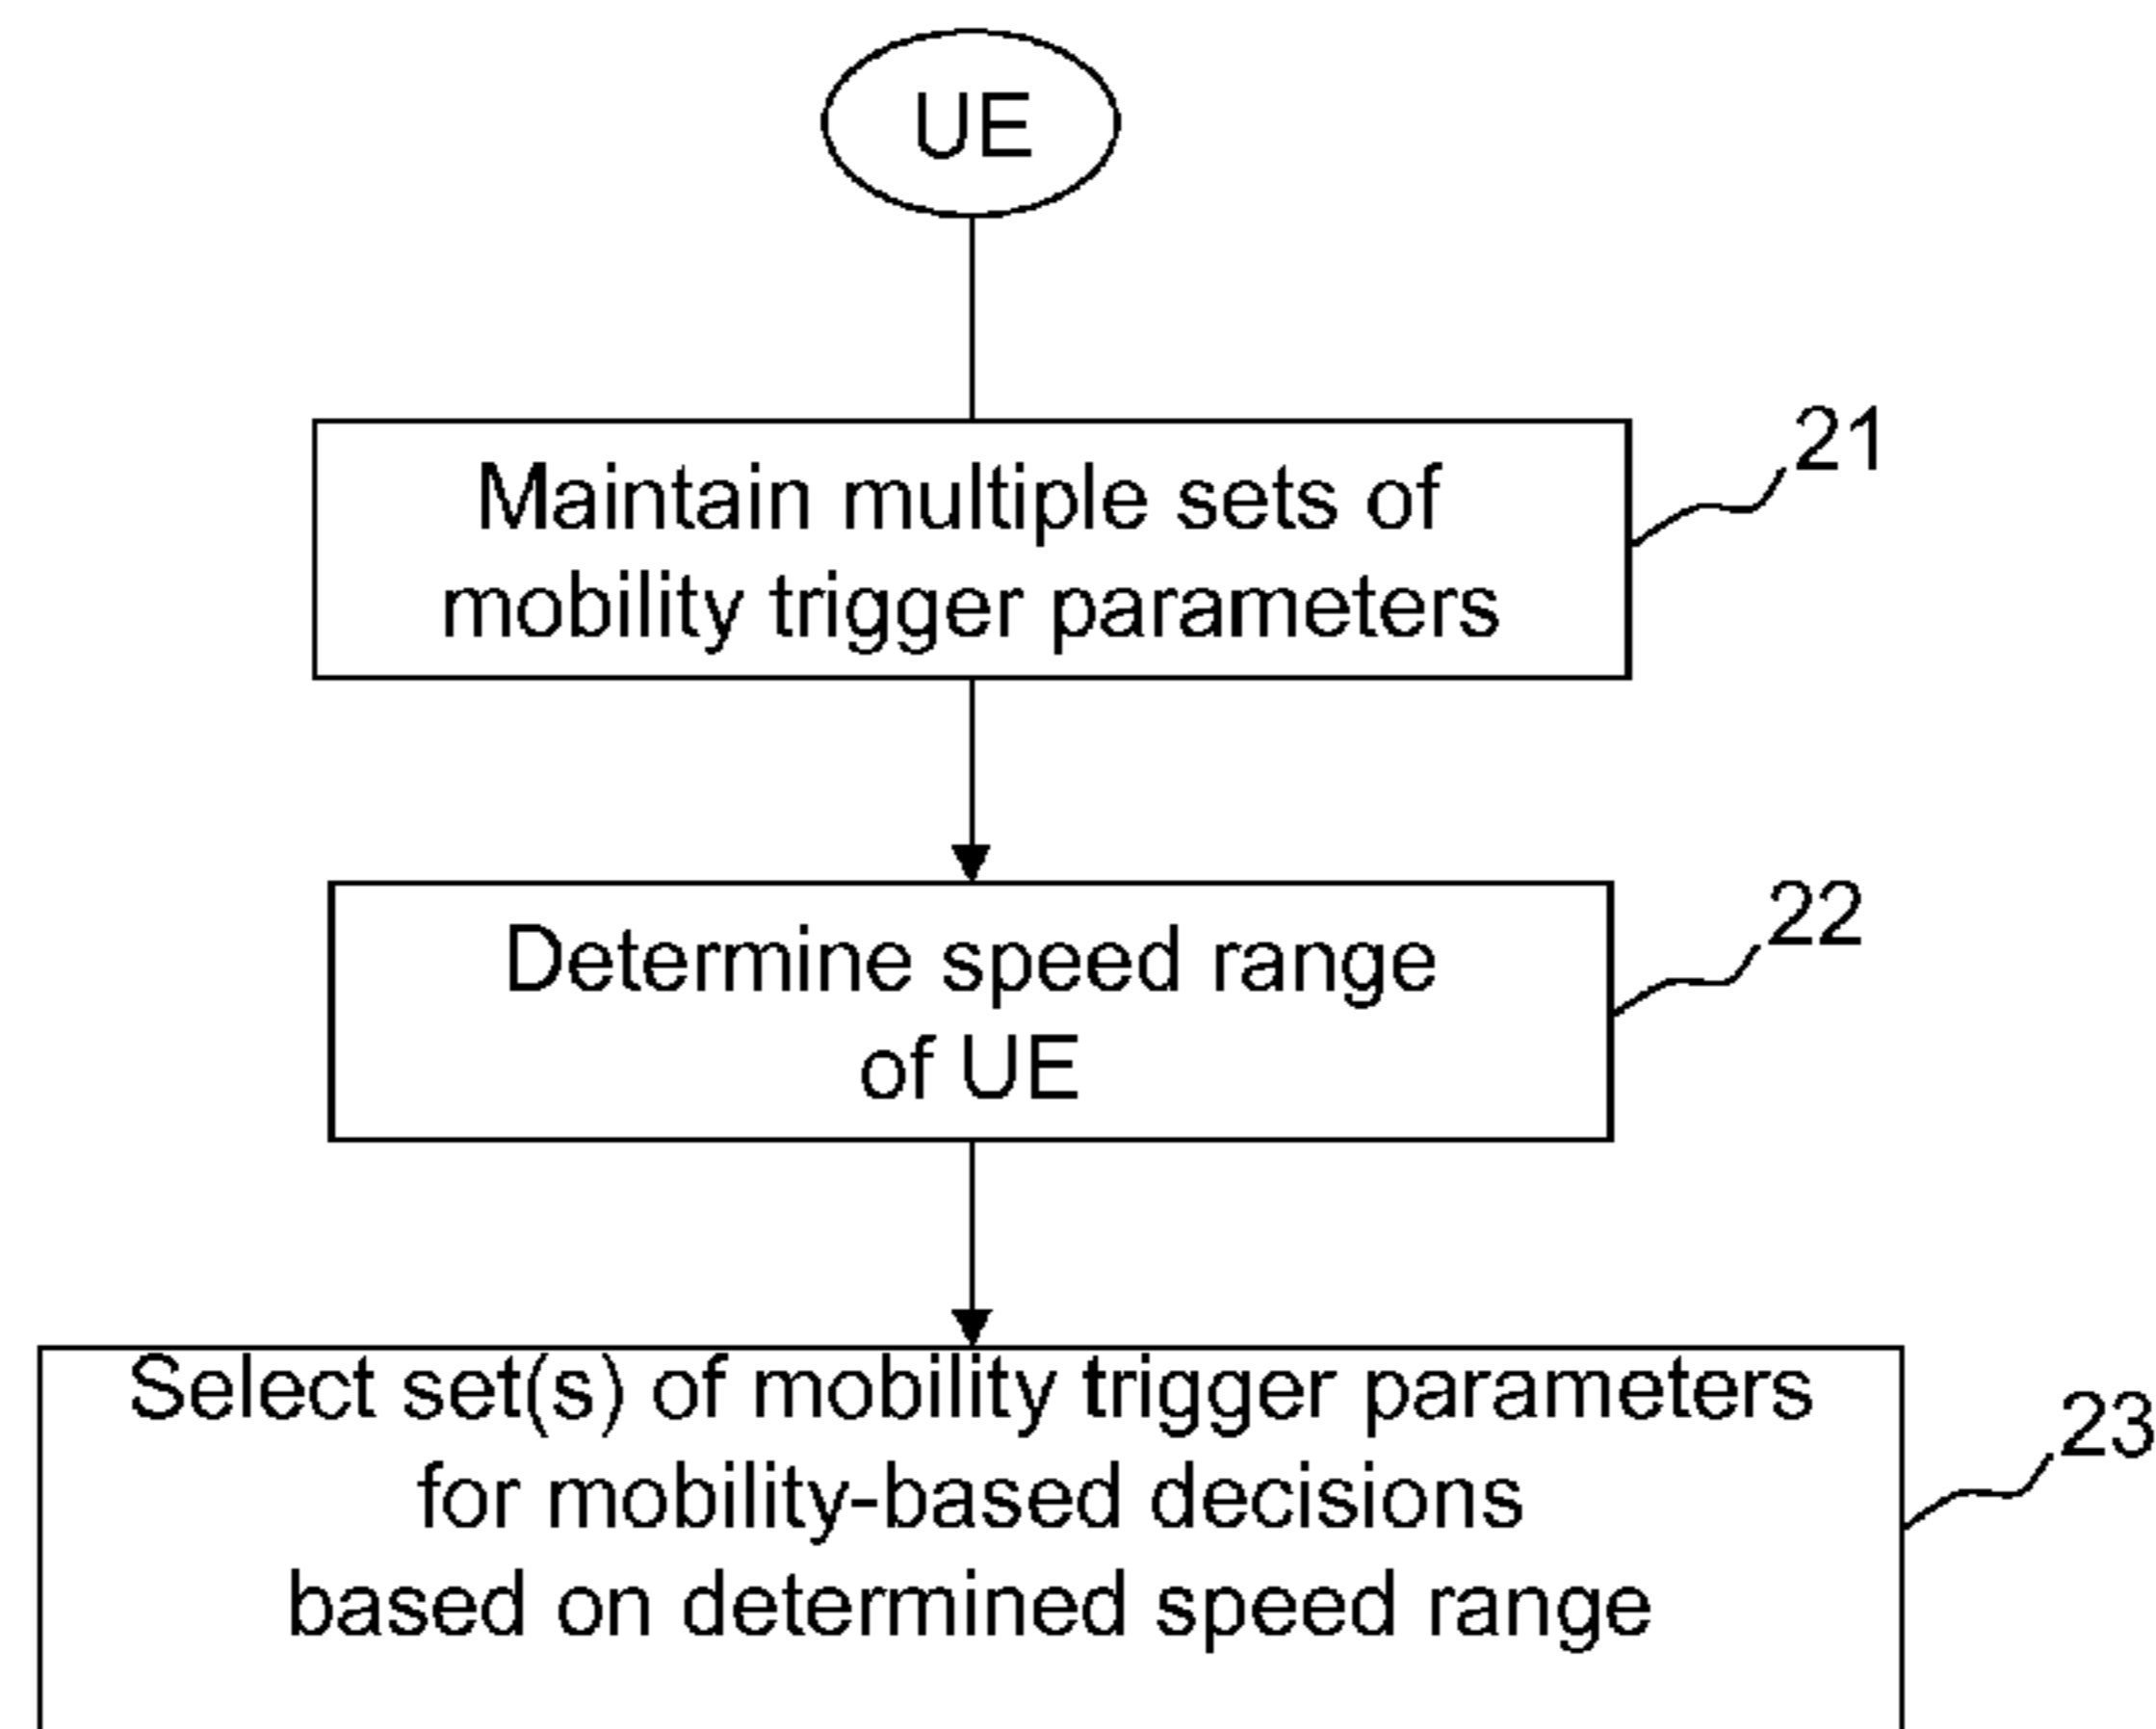 UE
21
Maintain multiple sets of
mobility trigger parameters
22
Determine speed range
of UE
23
Select set(s) of mobility trigger parameters
for mobility-based decisions
based on determined speed range